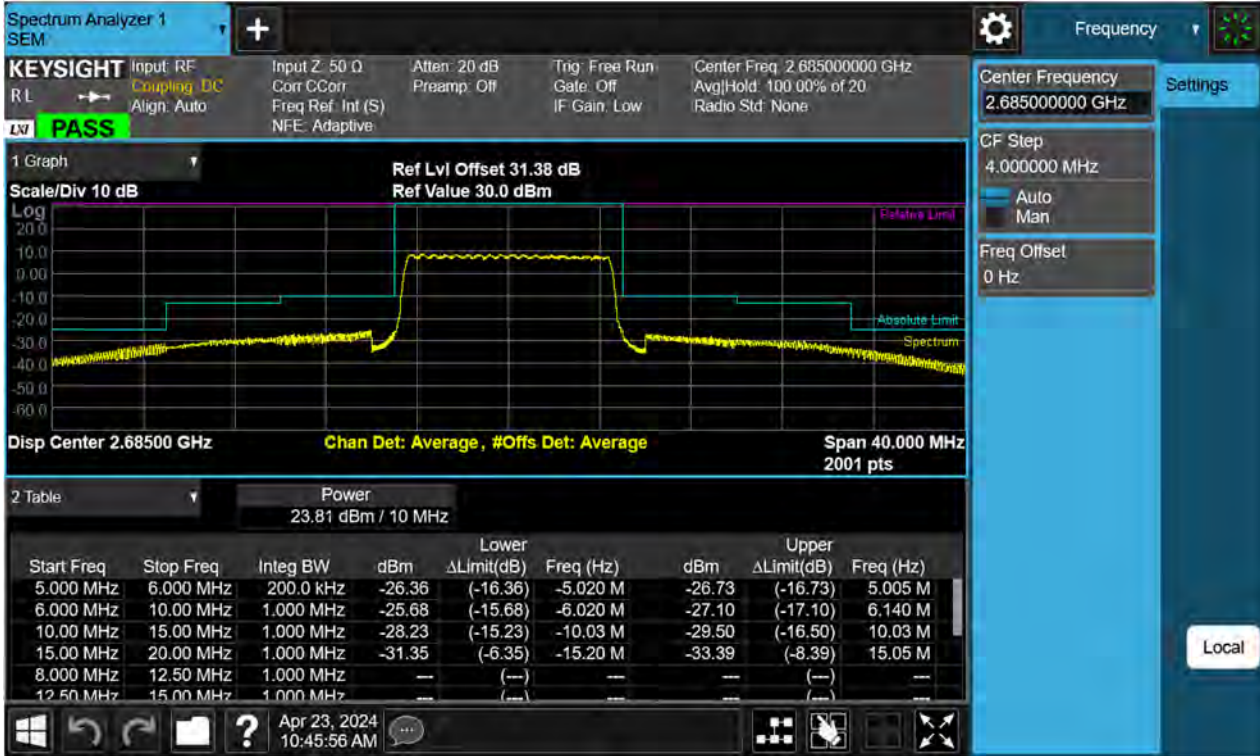 Spectrum Analyzer 1
SEM
+
Frequency
KEYSIGHT
R L
LXI
PASS
Input: RF
Coupling: DC
Align: Auto
Input Z: 50 Ω
Corr CCorr
Freq Ref: Int (S)
NFE: Adaptive
Atten: 20 dB
Preamp: Off
Trig: Free Run
Gate: Off
IF Gain: Low
Center Freq: 2.685000000 GHz
Avg|Hold: 100.00% of 20
Radio Std: None
Center Frequency
2.685000000 GHz
Settings
CF Step
4.000000 MHz
Auto
Man
Freq Offset
0 Hz
1 Graph
Ref Lvl Offset 31.38 dB
Scale/Div 10 dB
Ref Value 30.0 dBm
Log
Relative Limit
20.0
10.0
0.00
-10.0
-20.0
Absolute Limit
-30.0
Spectrum
-40.0
-50.0
-60.0
Disp Center 2.68500 GHz
Chan Det: Average, #Offs Det: Average
Span 40.000 MHz
2001 pts
2 Table
Power
23.81 dBm / 10 MHz
Lower Upper
Start Freq Stop Freq Integ BW dBm ΔLimit(dB) Freq (Hz) dBm ΔLimit(dB) Freq (Hz)
5.000 MHz 6.000 MHz 200.0 kHz -26.36 (-16.36) -5.020 M -26.73 (-16.73) 5.005 M
6.000 MHz 10.00 MHz 1.000 MHz -25.68 (-15.68) -6.020 M -27.10 (-17.10) 6.140 M
10.00 MHz 15.00 MHz 1.000 MHz -28.23 (-15.23) -10.03 M -29.50 (-16.50) 10.03 M
15.00 MHz 20.00 MHz 1.000 MHz -31.35 (-6.35) -15.20 M -33.39 (-8.39) 15.05 M
8.000 MHz 12.50 MHz 1.000 MHz --- (---) --- --- (---) ---
12.50 MHz 15.00 MHz 1.000 MHz --- (---) --- --- (---) ---
Local
?
Apr 23, 2024
10:45:56 AM